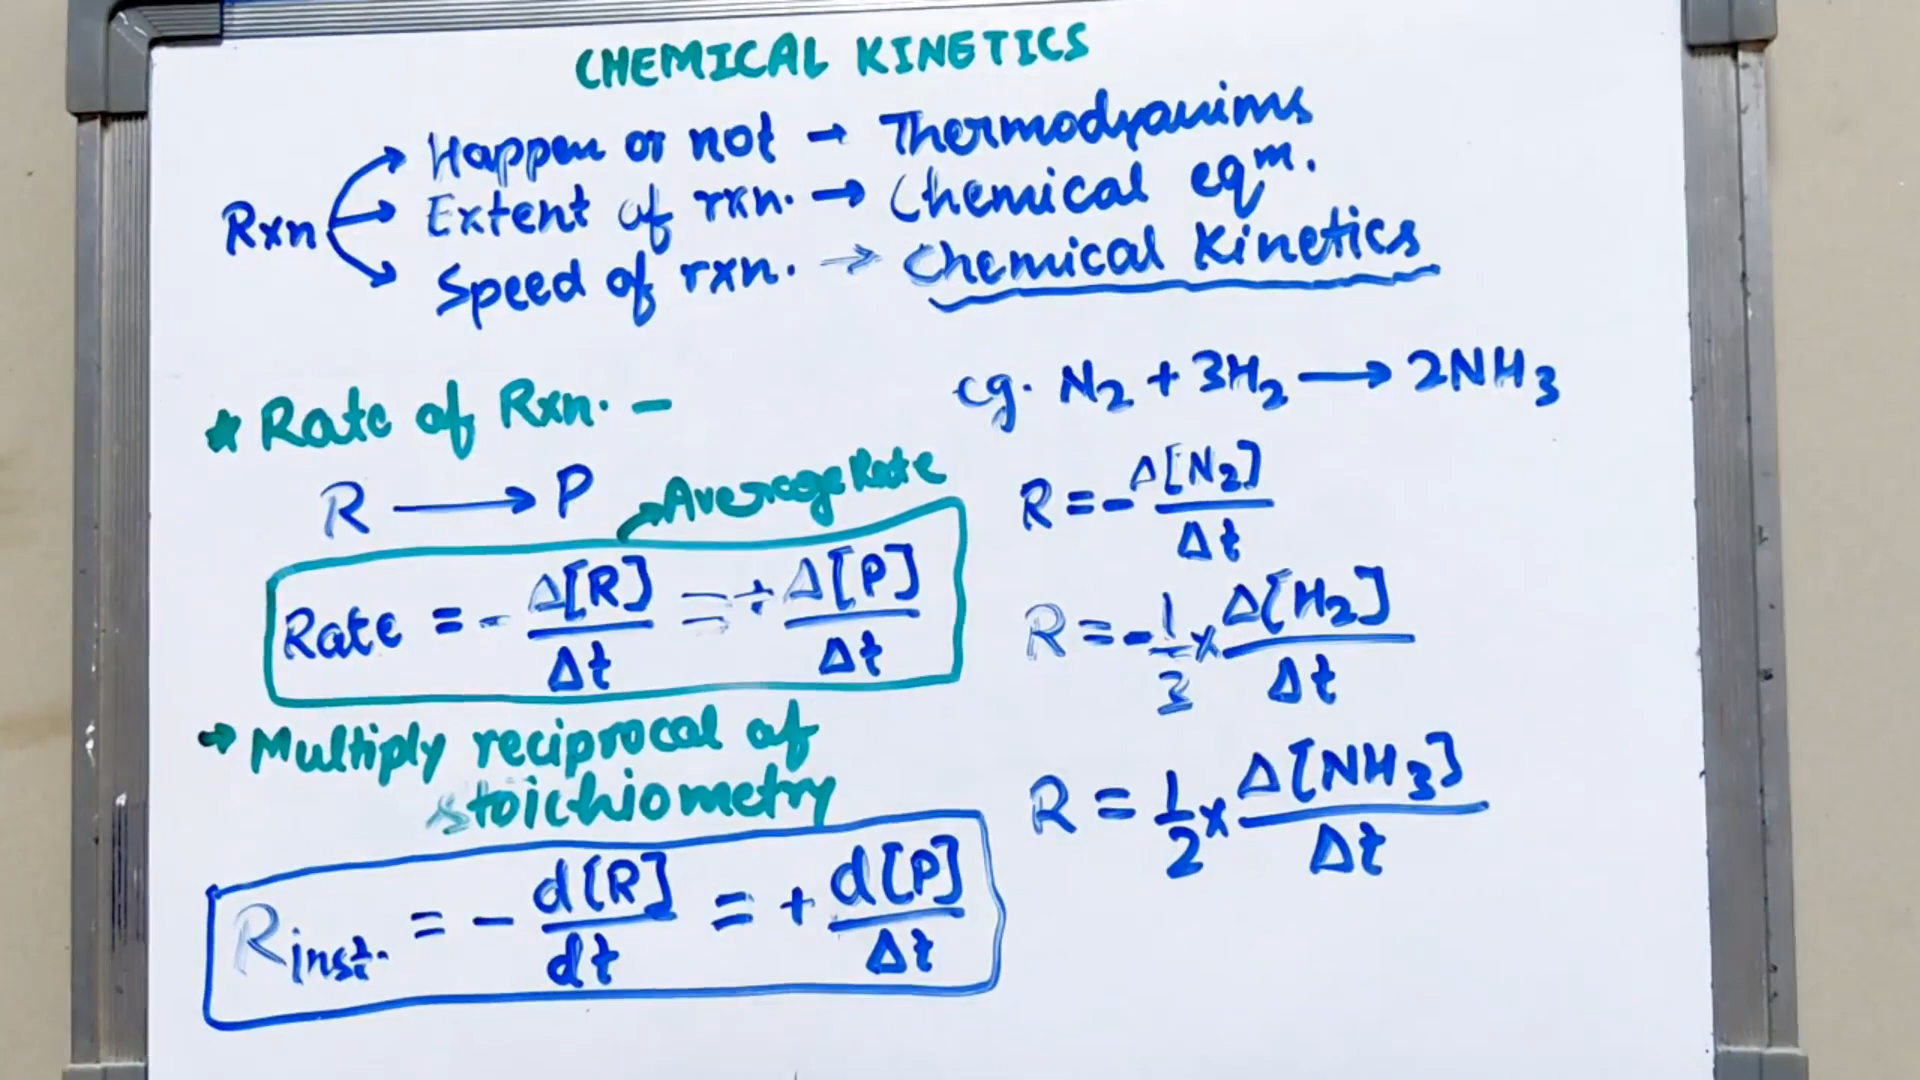 CHEMICAL KINETICS
Rxn
Happen or not → Thermodyanims
Extent of rxn. → Chemical eqᵐ.
Speed of rxn. → Chemical Kinetics
* Rate of Rxn. -
R → P
Average Rate
Rate = - Δ[R]/Δt = + Δ[P]/Δt
→ Multiply reciprocal of
stoichiometry
R inst. = - d[R]/dt = + d[P]/Δt
eg. N₂ + 3H₂ → 2NH₃
R = - Δ[N₂]/Δt
R = - 1/3 x Δ[H₂]/Δt
R = 1/2 x Δ[NH₃]/Δt